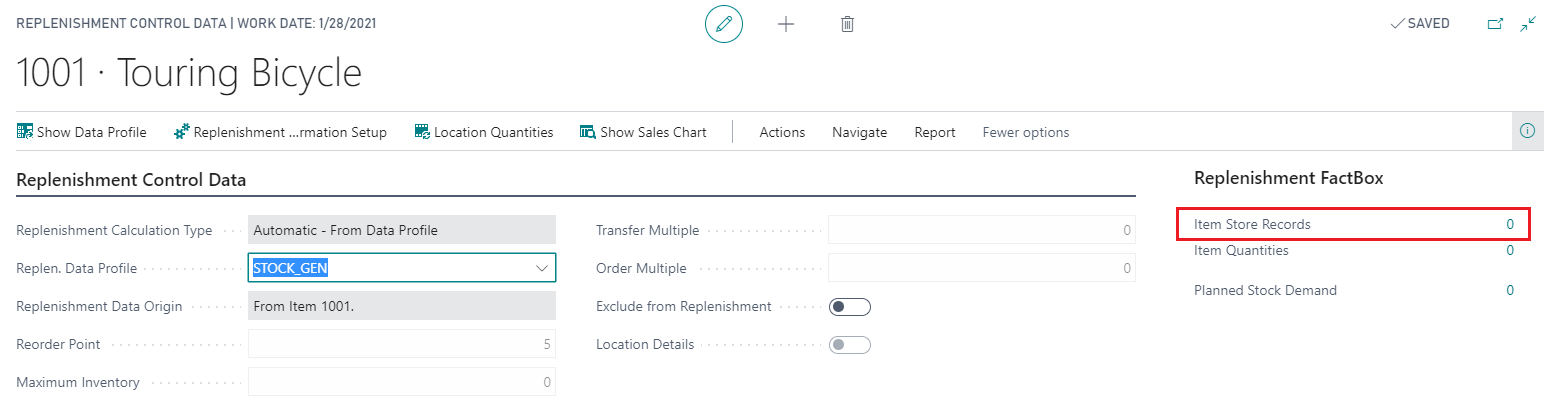 REPLENISHMENT CONTROL DATA | WORK DATE: 1/28/2021
SAVED
1001 · Touring Bicycle
Show Data Profile
Replenishment ...rmation Setup
Location Quantities
Show Sales Chart
Actions
Navigate
Report
Fewer options
Replenishment Control Data
Replenishment Calculation Type
Automatic - From Data Profile
Replen. Data Profile
STOCK_GEN
Replenishment Data Origin
From Item 1001.
Reorder Point
5
Maximum Inventory
0
Transfer Multiple
0
Order Multiple
0
Exclude from Replenishment
Location Details
Replenishment FactBox
Item Store Records 0
Item Quantities 0
Planned Stock Demand 0